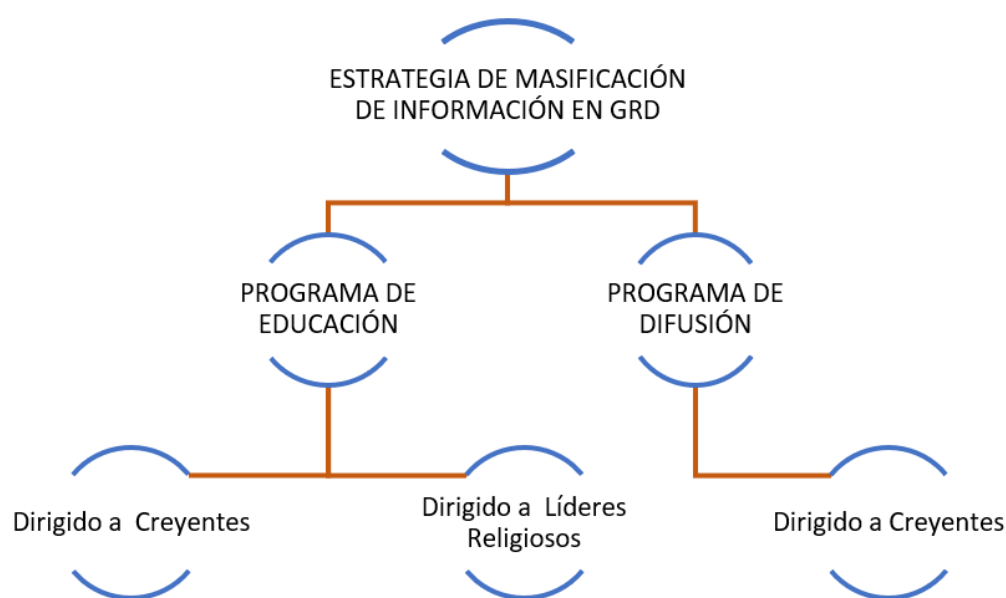 ESTRATEGIA DE MASIFICACIÓN
DE INFORMACIÓN EN GRD
PROGRAMA DE
EDUCACIÓN
PROGRAMA DE
DIFUSIÓN
Dirigido a  Creyentes
Dirigido a  Líderes
Religiosos
Dirigido a Creyentes